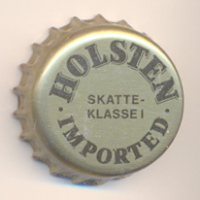 HOLSTEN
SKATTE-
KLASSE I
· IMPORTED ·